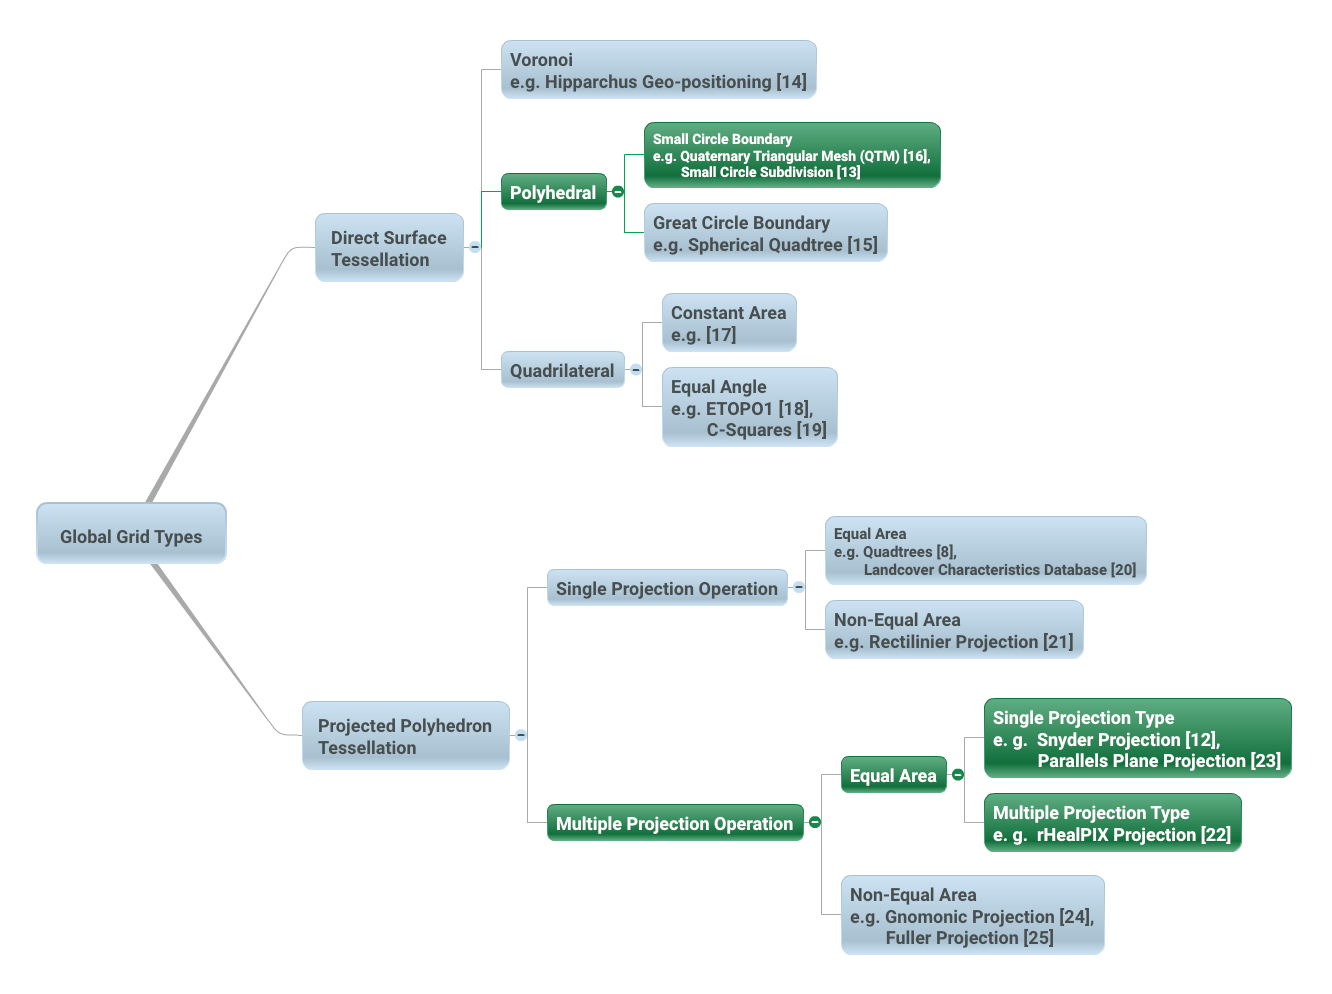 Voronoi
e.g. Hipparchus Geo-positioning [14]
Small Circle Boundary
e.g. Quaternary Triangular Mesh (QTM) [16],
Small Circle Subdivision [13]
Polyhedral
Great Circle Boundary
e.g. Spherical Quadtree [15]
Direct Surface
Tessellation
Constant Area
e.g. [17]
Quadrilateral
Equal Angle
e.g. ETOPO1 [18],
C-Squares [19]
Global Grid Types
Equal Area
e.g. Quadtrees [8],
Landcover Characteristics Database [20]
Single Projection Operation
Non-Equal Area
e.g. Rectilinier Projection [21]
Projected Polyhedron
Tessellation
Single Projection Type
e. g. Snyder Projection [12],
Parallels Plane Projection [23]
Equal Area
Multiple Projection Type
e. g. rHealPIX Projection [22]
Multiple Projection Operation
Non-Equal Area
e.g. Gnomonic Projection [24],
Fuller Projection [25]